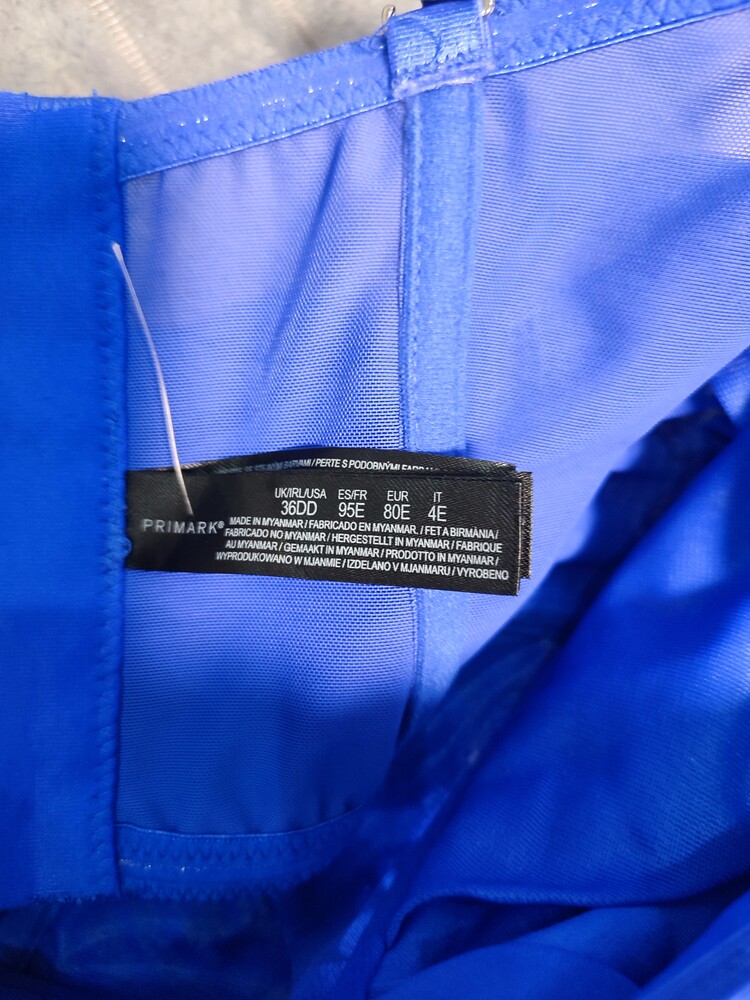 / PERTE S PODOBNÝMI
UK/IRL/USA ES/FR EUR IT
36DD 95E 80E 4E
PRIMARK®
MADE IN MYANMAR / FABRICADO EN MYANMAR. / FET A BIRMÀNIA /
FABRICADO NO MYANMAR / HERGESTELLT IN MYANMAR / FABRIQUE
AU MYANMAR / GEMAAKT IN MYANMAR / PRODOTTO IN MYANMAR /
WYPRODUKOWANO W MJANMIE / IZDELANO V MJANMARU / VYROBENO